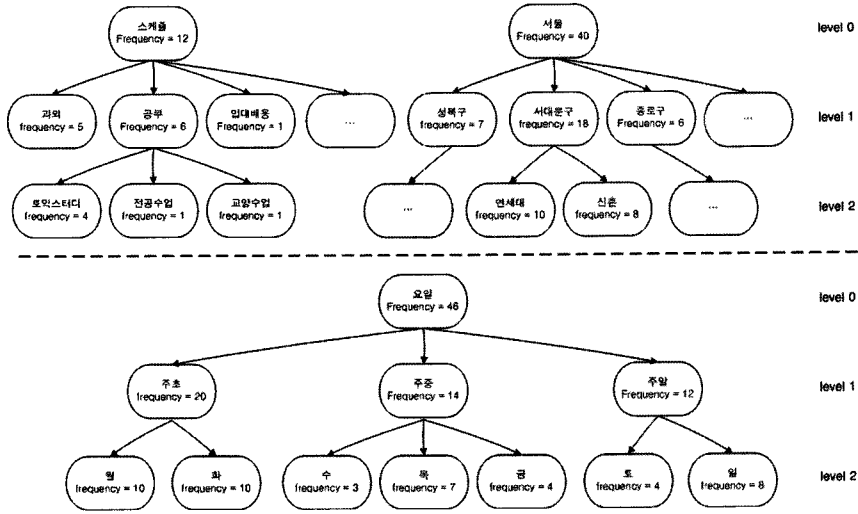 스케쥴
Frequency = 12
서울
Frequency = 40
level 0
과외
frequency = 5
공부
Frequency = 6
입대배웅
Frequency = 1
...
성북구
frequency = 7
서대문구
frequency = 18
종로구
Frequency = 6
...
level 1
토익스터디
frequency = 4
전공수업
frequency = 1
교양수업
frequency = 1
...
연세대
frequency = 10
신촌
frequency = 8
...
level 2
요일
Frequency = 46
level 0
주초
frequency = 20
주중
frequency = 14
주말
frequency = 12
level 1
월
frequency = 10
화
frequency = 10
수
frequency = 3
목
frequency = 7
금
frequency = 4
토
frequency = 4
일
frequency = 8
level 2